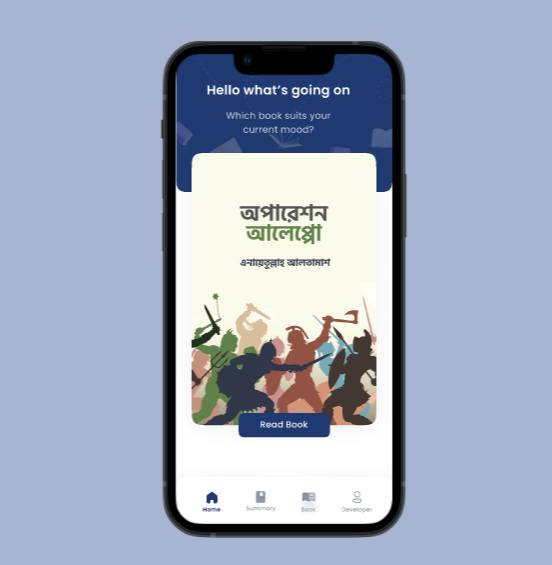 Hello what's going on
Which book suits your
current mood?
অপারেশন
আলেপ্পো
এনায়েতুল্লাহ আলতামাশ
Read Book
Home Summary Book Developer